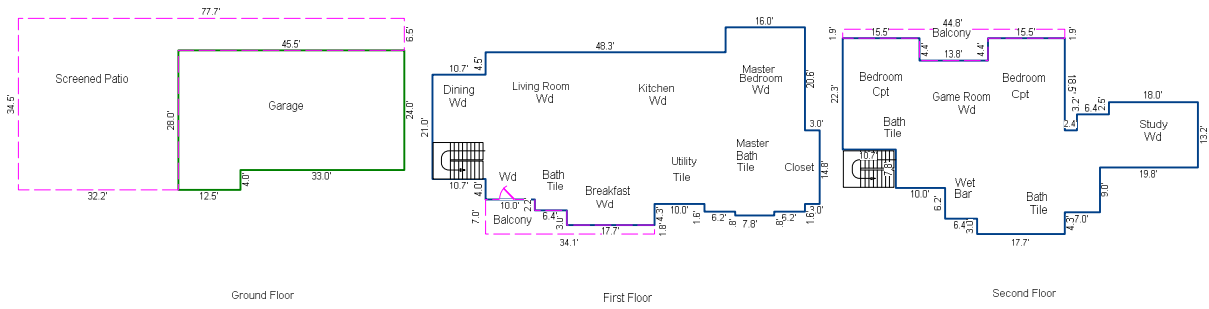 77.7'
6.5'
45.5'
Screened Patio
Garage
34.5'
28.0'
24.0'
4.0'
33.0'
32.2'
12.5'
Ground Floor
16.0'
48.3'
4.5'
10.7'
Dining
Wd
Living Room
Wd
Kitchen
Wd
Master
Bedroom
Wd
20.6'
21.0'
3.0'
Master
Bath
Tile
Closet
14.8'
Utility
Tile
10.7'
4.0'
Wd
Bath
Tile
Breakfast
Wd
10.0'
2.2'
6.4'
3.0'
Balcony
7.0'
17.7'
34.1'
1.8'
4.3'
10.0'
1.6'
6.2'
.8'
7.8'
.8'
6.2'
1.6'
3.0'
First Floor
44.8'
Balcony
1.9'
15.5'
4.4'
13.8'
4.4'
15.5'
1.9'
Bedroom
Cpt
Game Room
Wd
Bedroom
Cpt
22.3'
18.5'
3.2'
2.4'
6.4'
2.5'
18.0'
Study
Wd
13.2'
19.8'
Bath
Tile
10.7'
7.8'
Wet
Bar
Bath
Tile
10.0'
6.2'
6.4'
3.0'
17.7'
4.3'
7.0'
9.0'
Second Floor